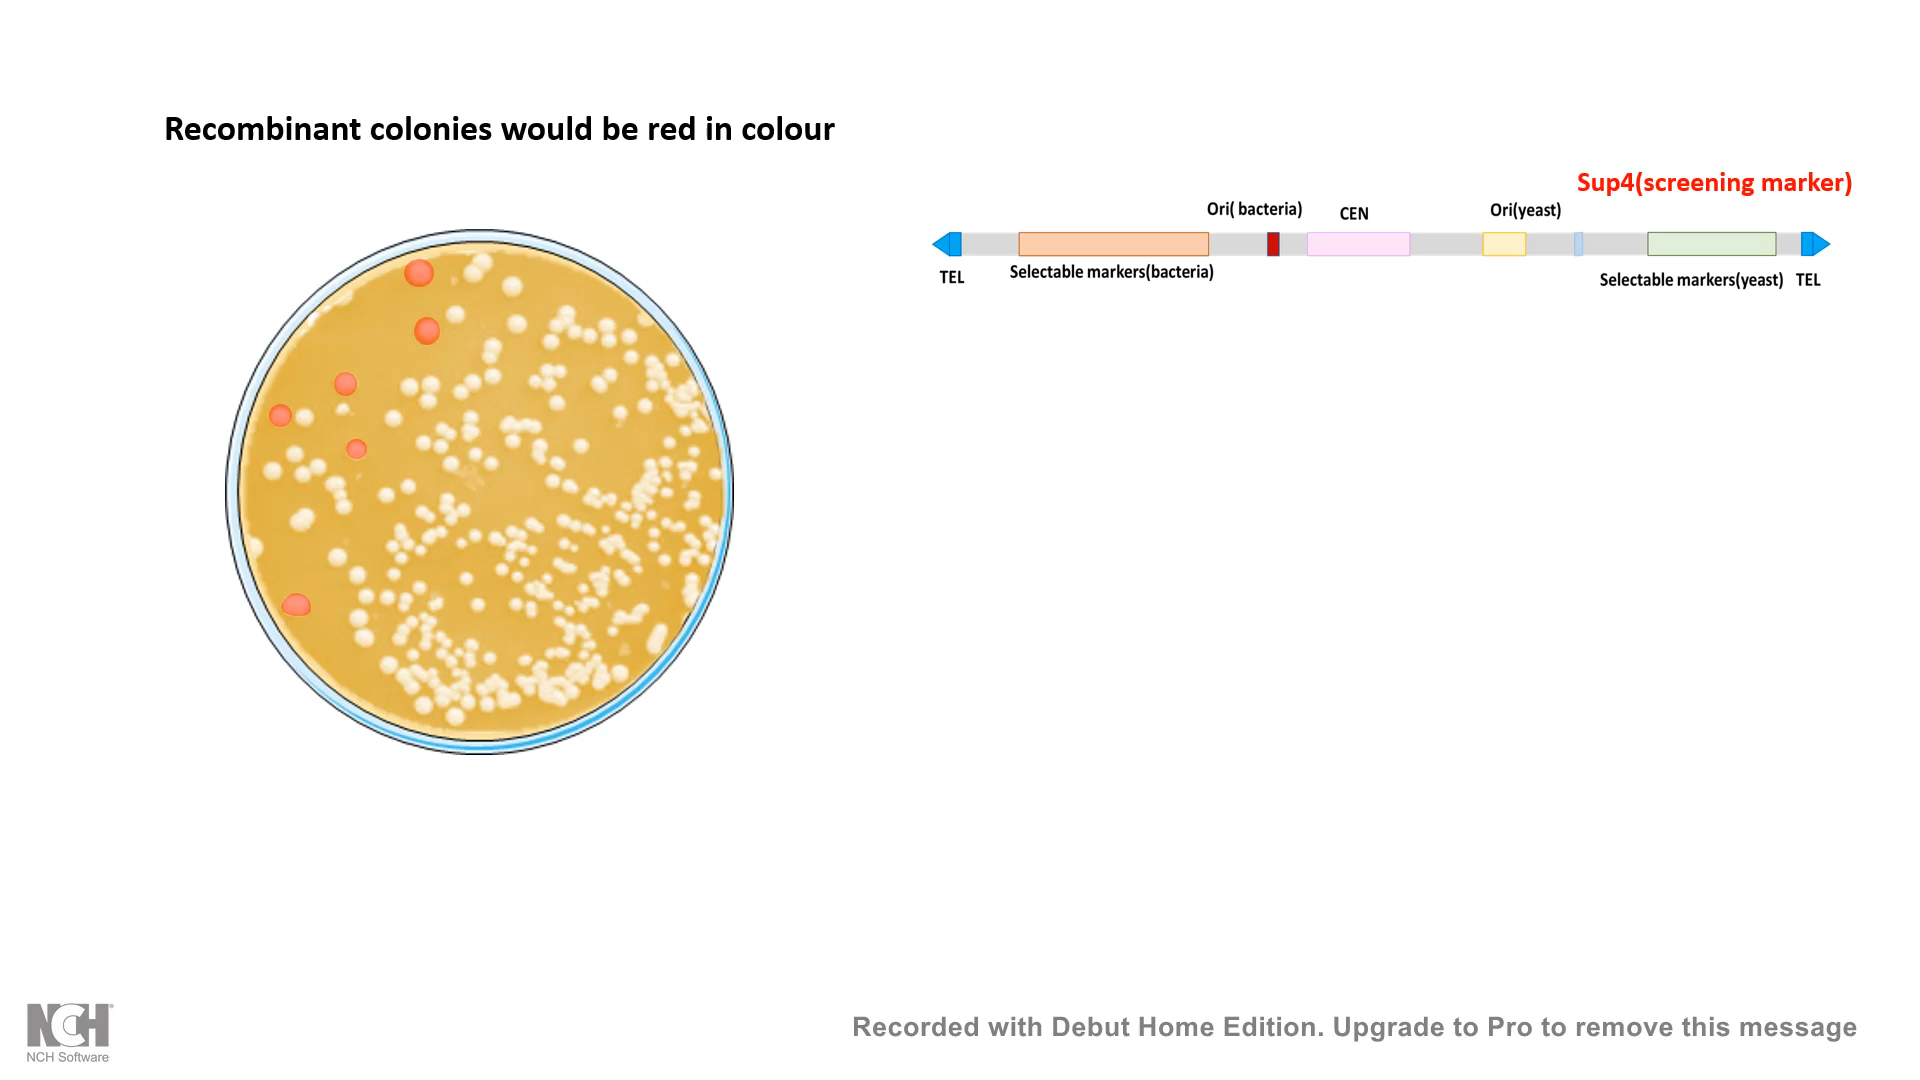 Recombinant colonies would be red in colour
Sup4(screening marker)
Ori( bacteria)
CEN
Ori(yeast)
TEL
Selectable markers(bacteria)
Selectable markers(yeast)
TEL
NCH
NCH Software
Recorded with Debut Home Edition. Upgrade to Pro to remove this message